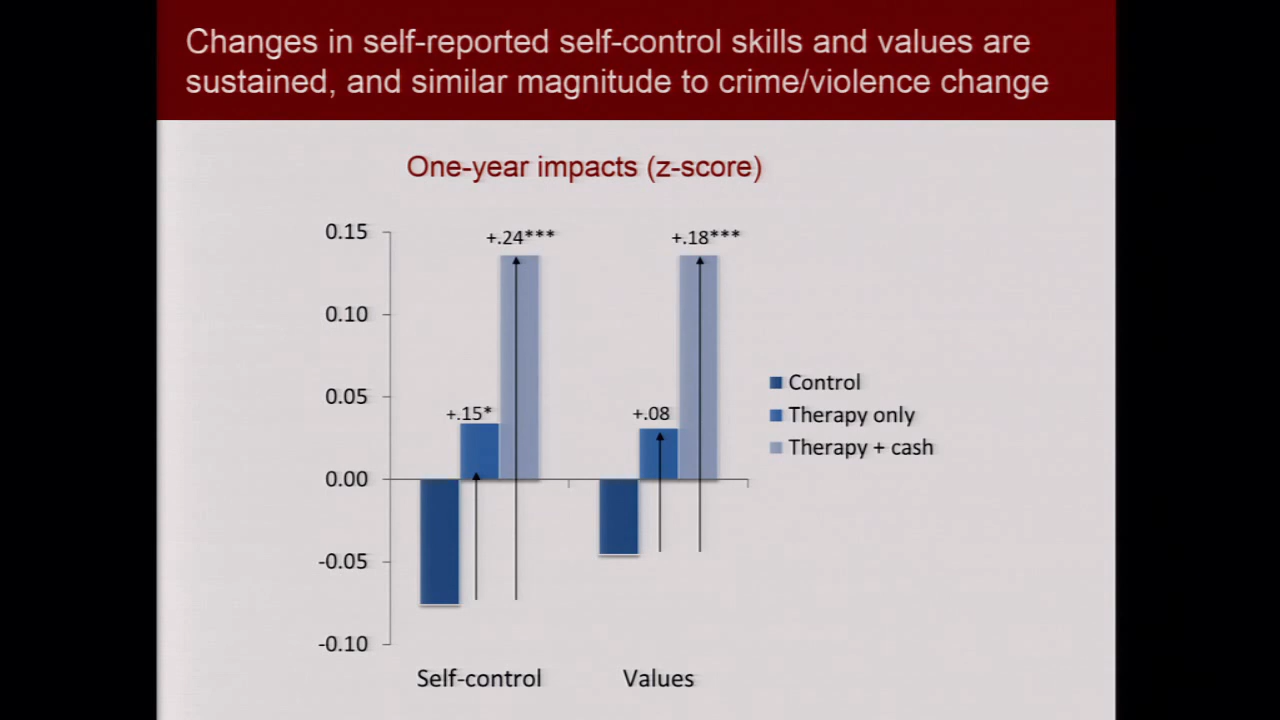 Changes in self-reported self-control skills and values are
sustained, and similar magnitude to crime/violence change
One-year impacts (z-score)
0.15
0.10
0.05
0.00
-0.05
-0.10
+.24***
+.18***
+.15*
+.08
Control
Therapy only
Therapy + cash
Self-control
Values